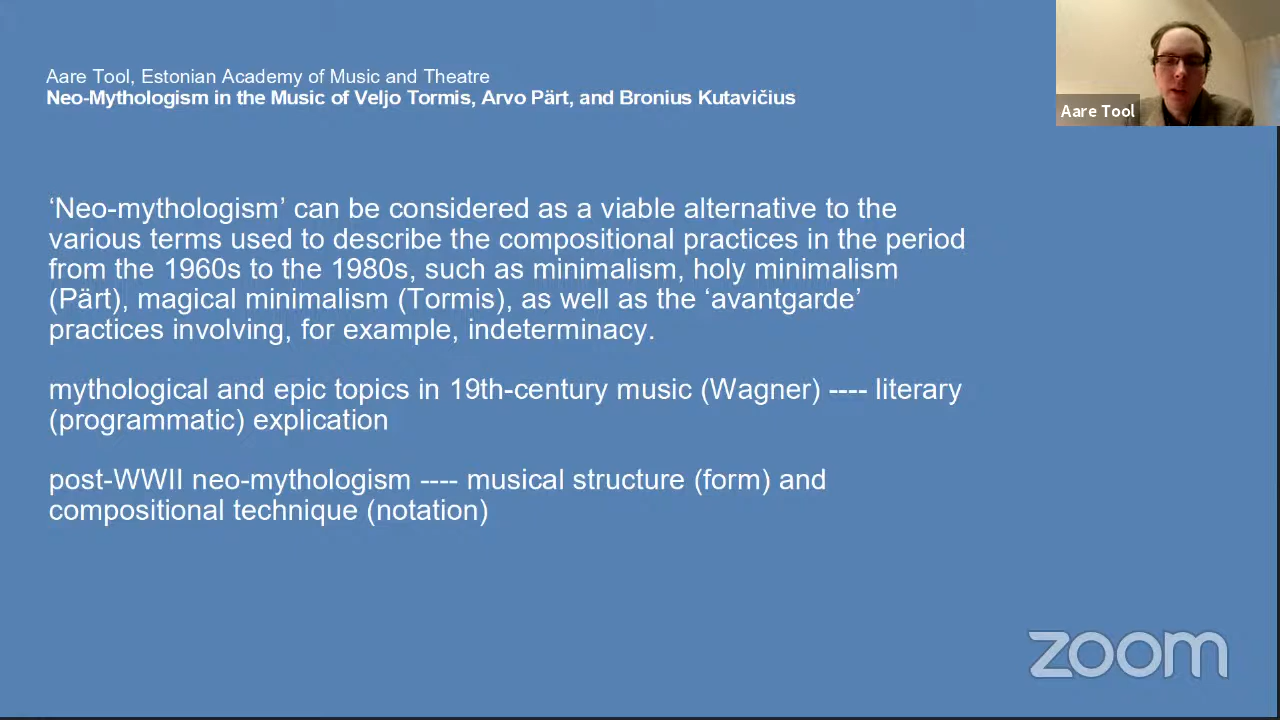 Aare Tool, Estonian Academy of Music and Theatre
Neo-Mythologism in the Music of Veljo Tormis, Arvo Pärt, and Bronius Kutavičius
Aare Tool
‘Neo-mythologism’ can be considered as a viable alternative to the
various terms used to describe the compositional practices in the period
from the 1960s to the 1980s, such as minimalism, holy minimalism
(Pärt), magical minimalism (Tormis), as well as the ‘avantgarde’
practices involving, for example, indeterminacy.
mythological and epic topics in 19th-century music (Wagner) ---- literary
(programmatic) explication
post-WWII neo-mythologism ---- musical structure (form) and
compositional technique (notation)
zoom